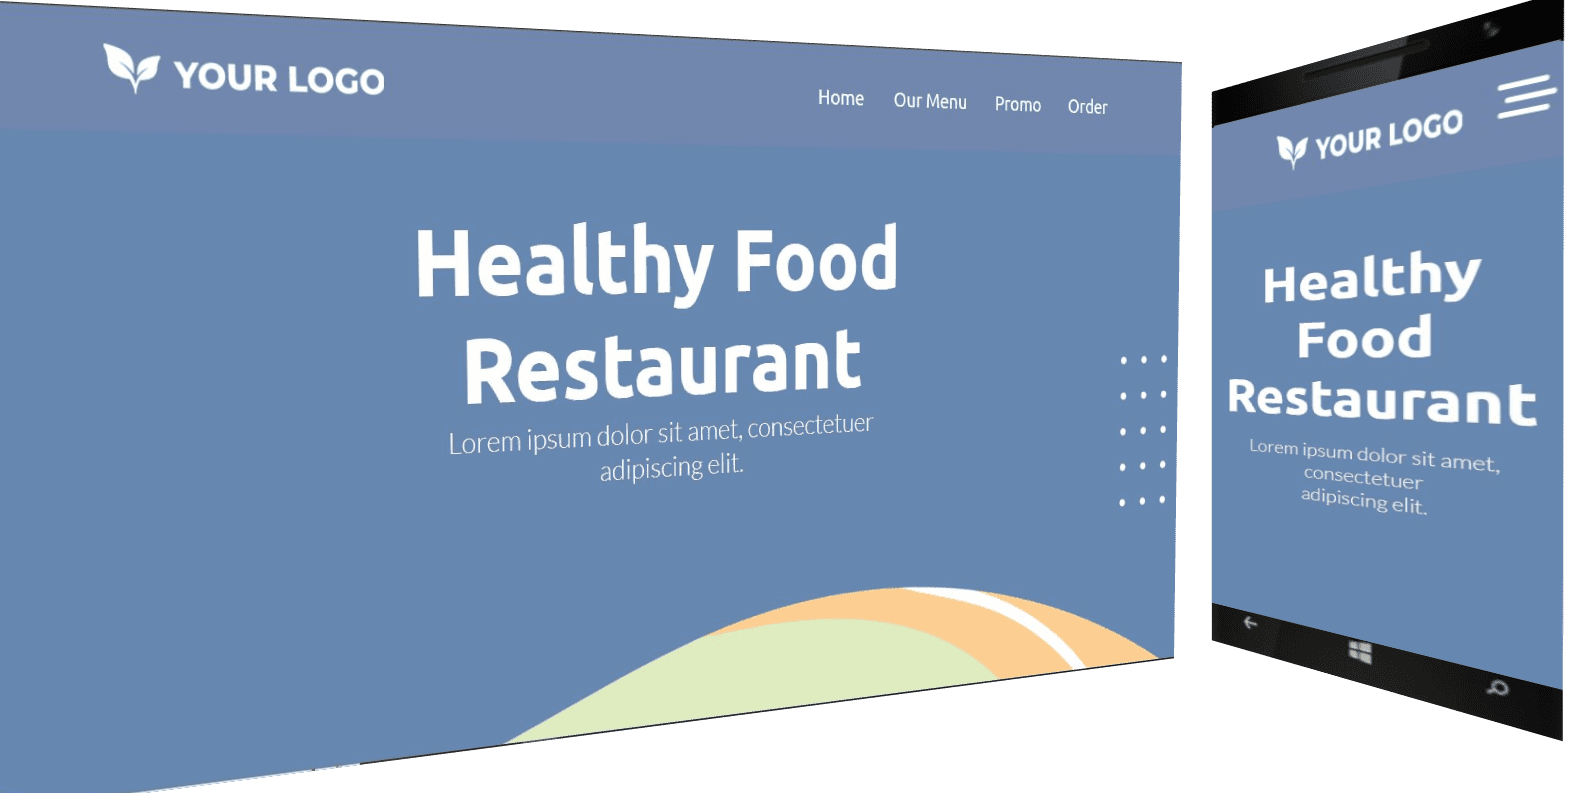 YOUR LOGO
Home Our Menu Promo Order
Healthy Food
Restaurant
Lorem ipsum dolor sit amet, consectetuer
adipiscing elit.
YOUR LOGO
Healthy
Food
Restaurant
Lorem ipsum dolor sit amet,
consectetuer
adipiscing elit.